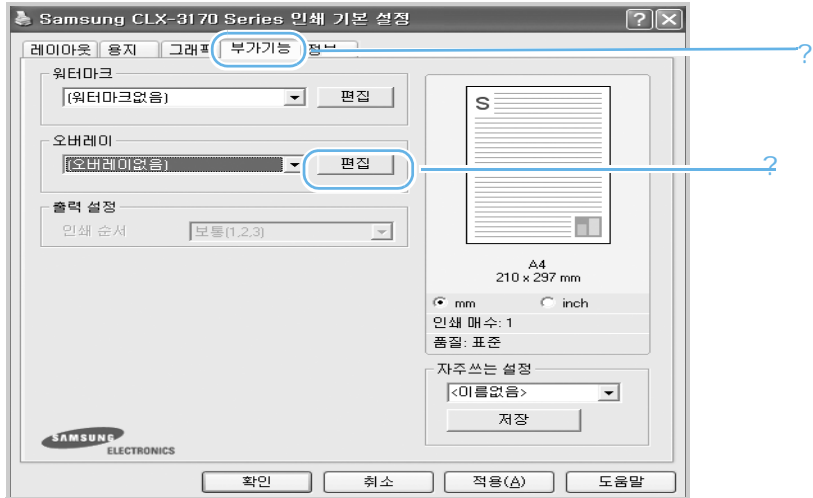 Samsung CLX-3170 Series 인쇄 기본 설정
레이아웃 용지 그래픽 부가기능 정보
?
워터마크
(워터마크없음) 편집
오버레이
(오버레이없음) 편집
?
출력 설정
인쇄 순서 보통(1,2,3)
S
A4
210 x 297 mm
mm inch
인쇄 매수: 1
품질: 표준
자주쓰는 설정
<이름없음>
저장
SAMSUNG
ELECTRONICS
확인 취소 적용(A) 도움말